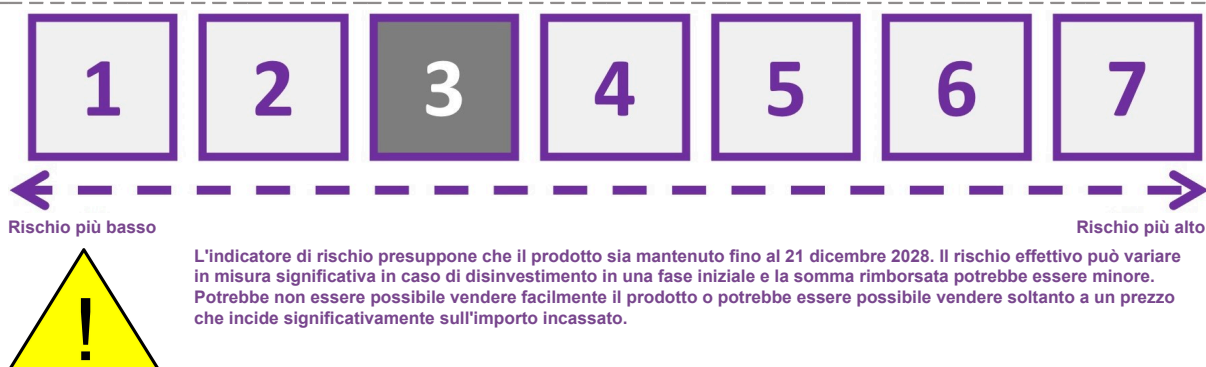 1 2 3 4 5 6 7
Rischio più basso Rischio più alto
L'indicatore di rischio presuppone che il prodotto sia mantenuto fino al 21 dicembre 2028. Il rischio effettivo può variare
in misura significativa in caso di disinvestimento in una fase iniziale e la somma rimborsata potrebbe essere minore.
Potrebbe non essere possibile vendere facilmente il prodotto o potrebbe essere possibile vendere soltanto a un prezzo
che incide significativamente sull'importo incassato.
!